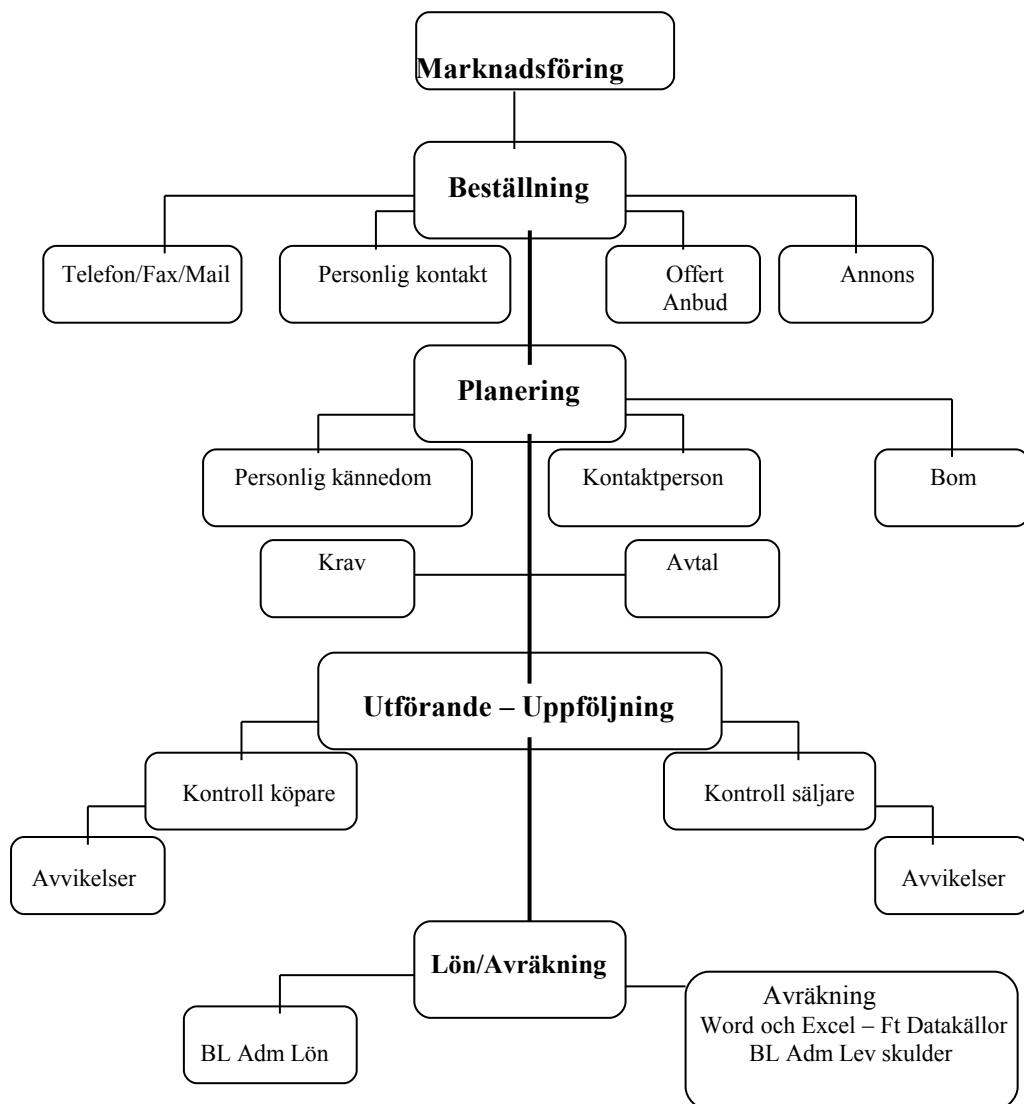 Marknadsföring
Beställning
Telefon/Fax/Mail
Personlig kontakt
Offert
Anbud
Annons
Planering
Personlig kännedom
Kontaktperson
Bom
Krav
Avtal
Utförande – Uppföljning
Kontroll köpare
Kontroll säljare
Avvikelser
Avvikelser
Lön/Avräkning
BL Adm Lön
Avräkning
Word och Excel – Ft Datakällor
BL Adm Lev skulder